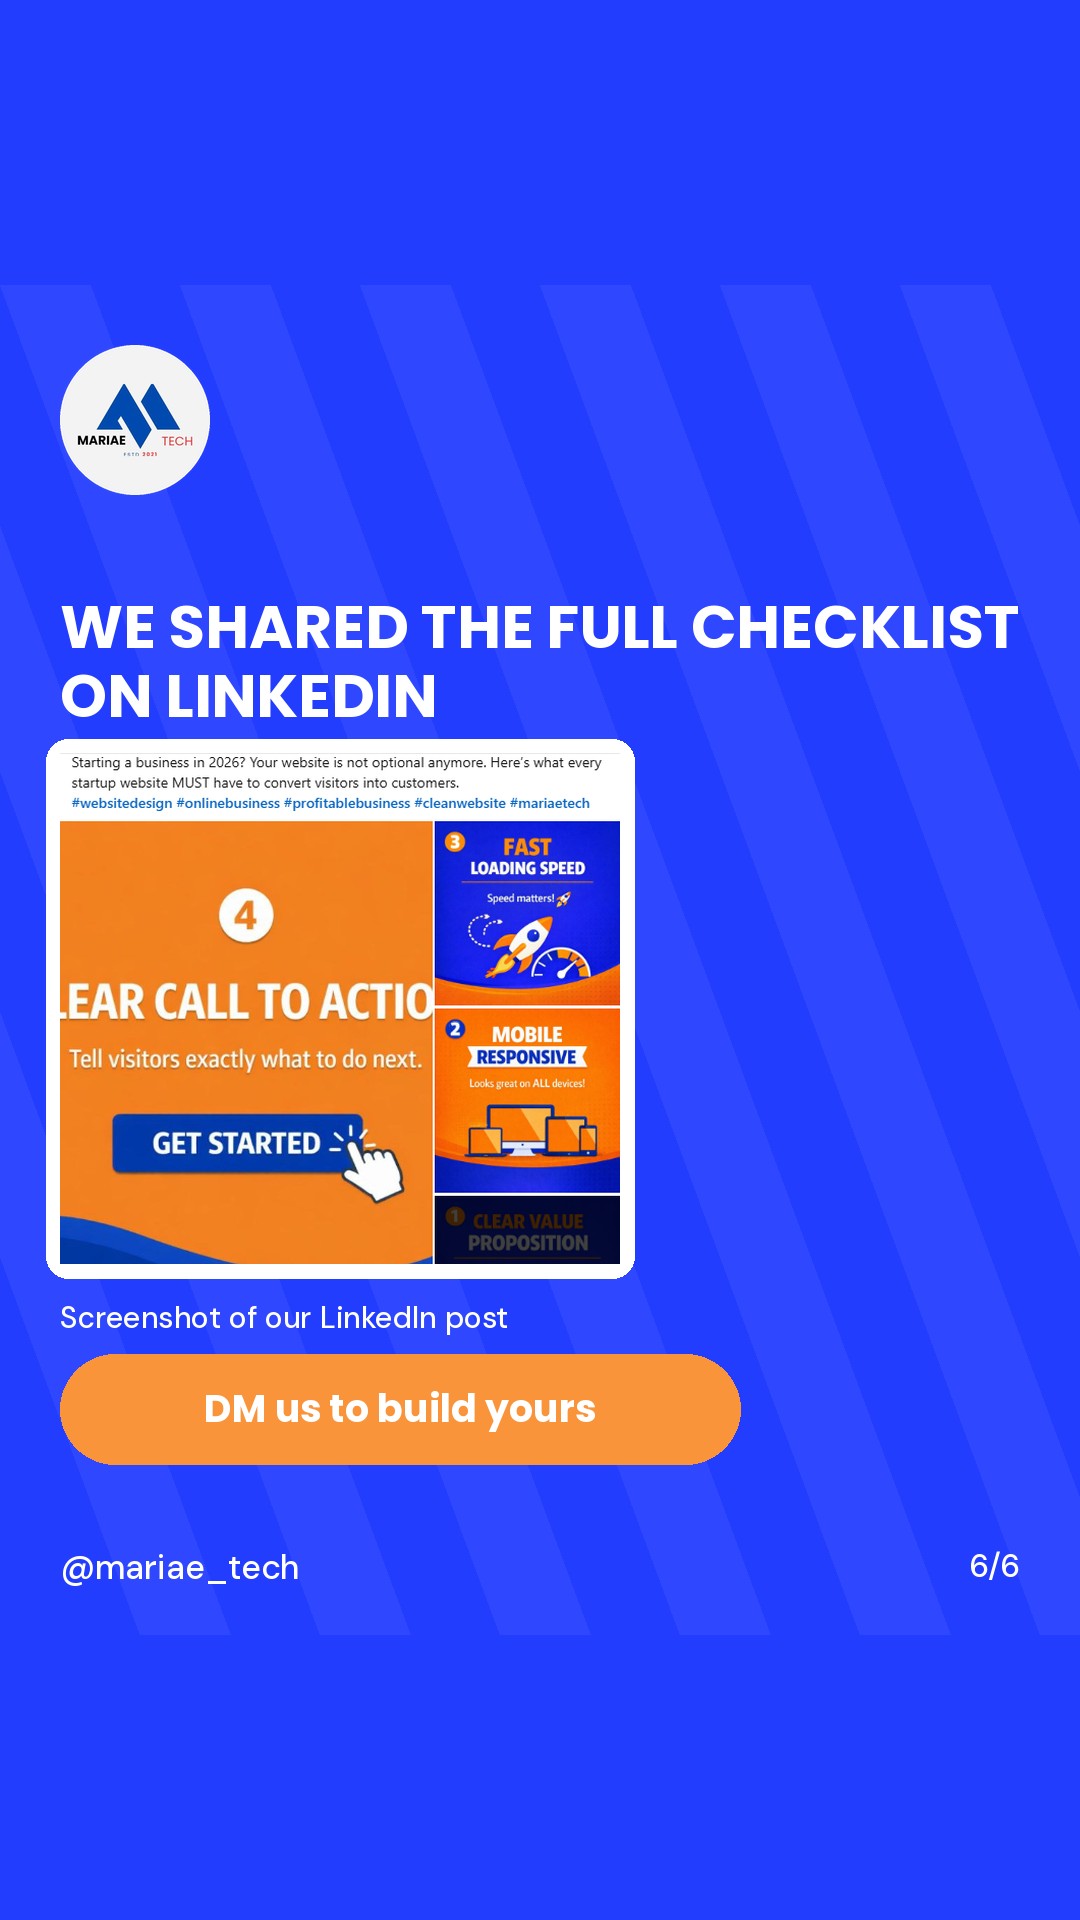 MARIAE TECH
ESTD 2021
WE SHARED THE FULL CHECKLIST
ON LINKEDIN
Starting a business in 2026? Your website is not optional anymore. Here's what every
startup website MUST have to convert visitors into customers.
#websitedesign #onlinebusiness #profitablebusiness #cleanwebsite #mariaetech
4
LEAR CALL TO ACTIO
Tell visitors exactly what to do next.
GET STARTED
3
FAST
LOADING SPEED
Speed matters!
2
MOBILE
RESPONSIVE
Looks great on ALL devices!
1
CLEAR VALUE
PROPOSITION
Screenshot of our LinkedIn post
DM us to build yours
@mariae_tech
6/6